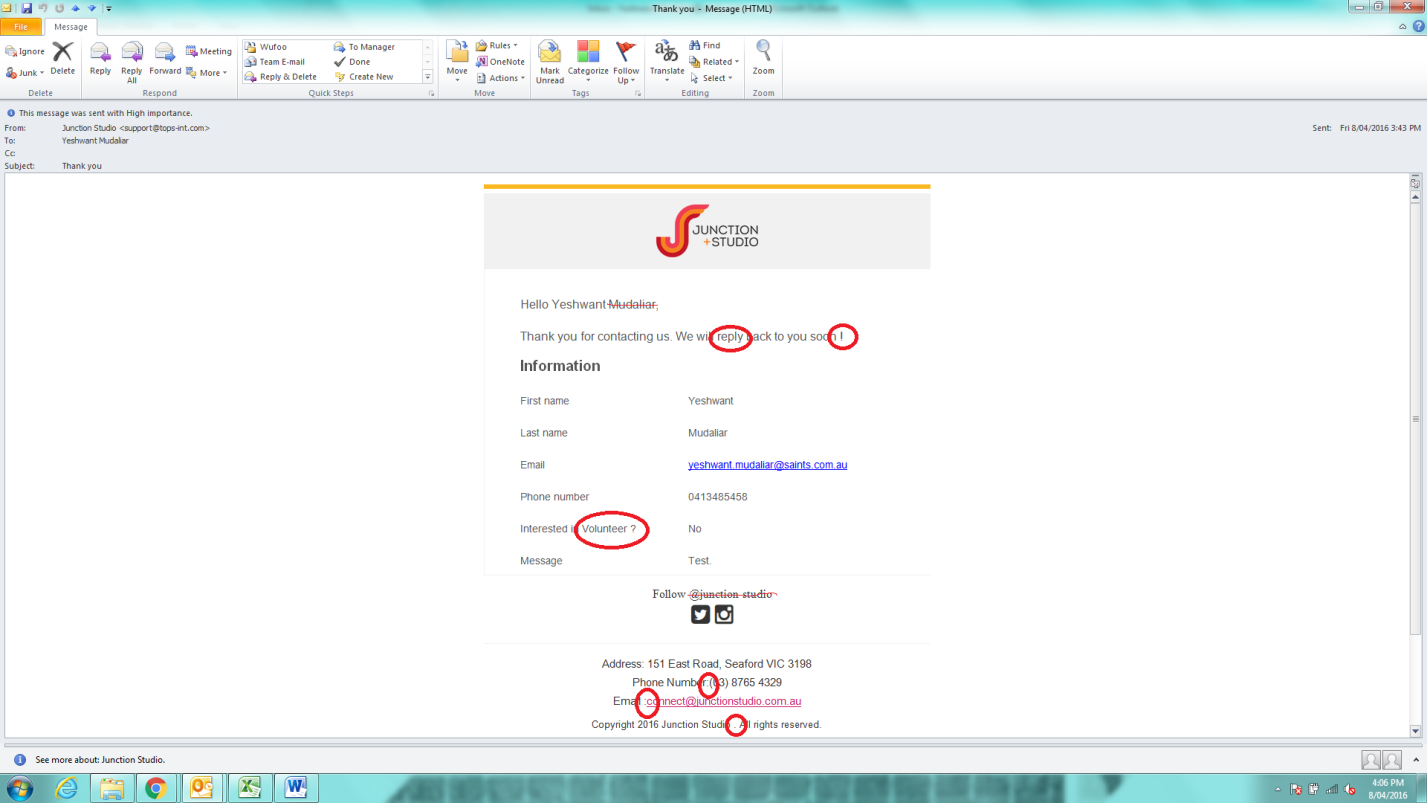 Thank you - Message (HTML)
File Message
Ignore Junk Delete Reply Reply All Forward Meeting More
Wufoo To Manager
Team E-mail Done
Reply & Delete Create New
Move Rules OneNote Actions
Mark Unread Categorize Follow Up
Translate Find Related Select Zoom
Delete Respond Quick Steps Move Tags Editing Zoom
This message was sent with High importance.
From: Junction Studio <support@tops-int.com> Sent: Fri 8/04/2016 3:43 PM
To: Yeshwant Mudaliar
Cc:
Subject: Thank you
JUNCTION
+STUDIO
Hello Yeshwant Mudaliar,
Thank you for contacting us. We will reply back to you soon !
Information
First name Yeshwant
Last name Mudaliar
Email yeshwant.mudaliar@saints.com.au
Phone number 0413485458
Interested in Volunteer ? No
Message Test.
Follow @junction studio
Address: 151 East Road, Seaford VIC 3198
Phone Number:(03) 8765 4329
Email :connect@junctionstudio.com.au
Copyright 2016 Junction Studio . All rights reserved.
See more about: Junction Studio.
4:06 PM
8/04/2016